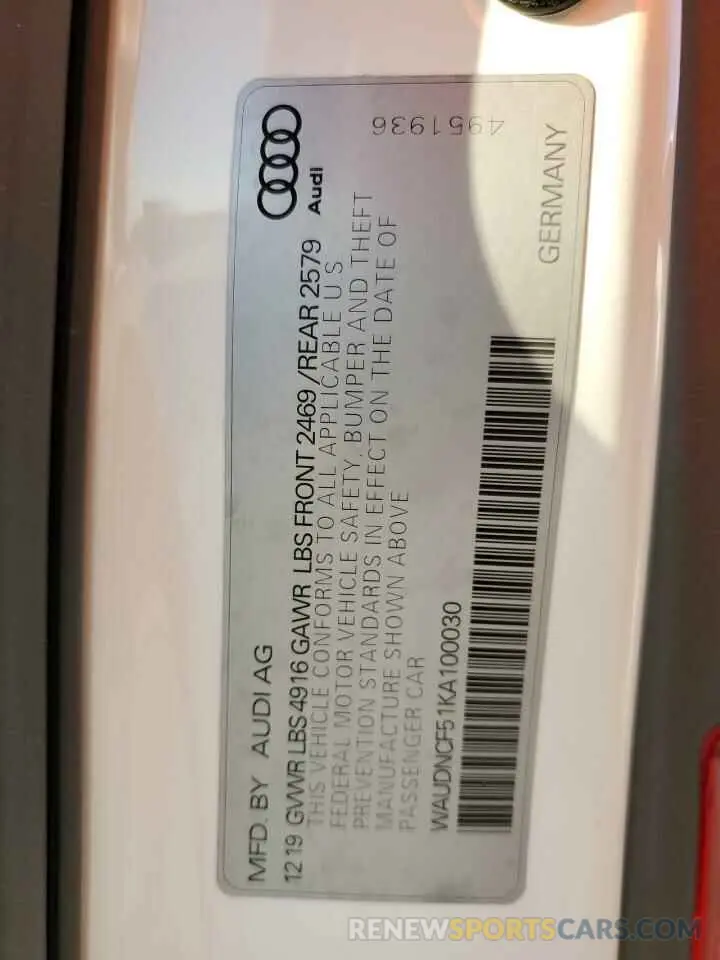 MFD. BY AUDI AG
Audi
12 19 GVWR LBS 4916 GAWR LBS FRONT 2469 /REAR 2579
THIS VEHICLE CONFORMS TO ALL APPLICABLE U S
FEDERAL MOTOR VEHICLE SAFETY, BUMPER AND THEFT
PREVENTION STANDARDS IN EFFECT ON THE DATE OF
MANUFACTURE SHOWN ABOVE
PASSENGER CAR
4951936
WAUDNCF51KA100030
GERMANY
RENEWSPORTSCARS.COM